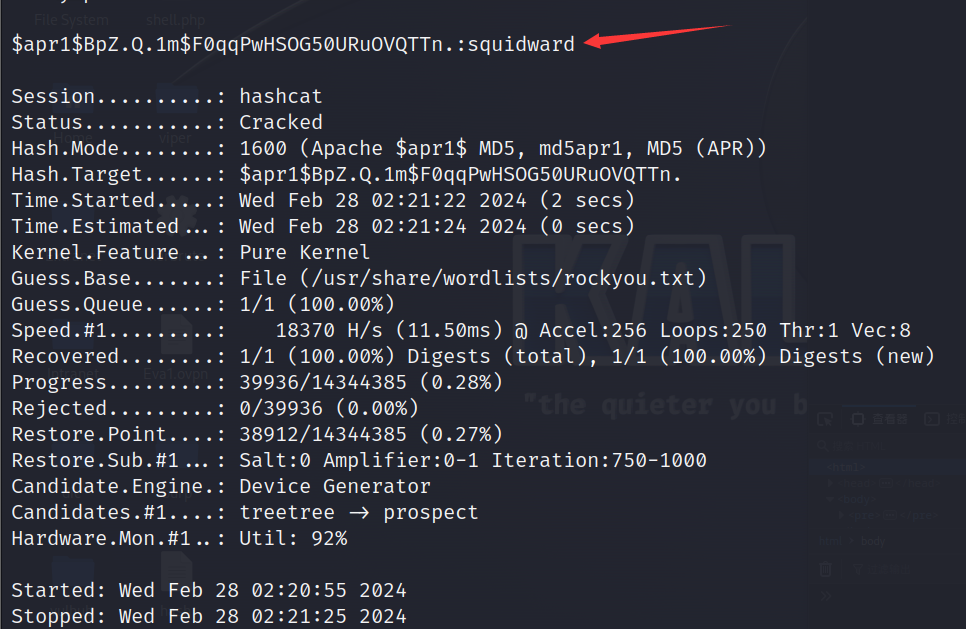 File System shell.php
$apr1$BpZ.Q.1m$F0qqPwHSOG50URuOVQTTn.:squidward
Session..........: hashcat
Status...........: Cracked
Hash.Mode........: 1600 (Apache $apr1$ MD5, md5apr1, MD5 (APR))
Hash.Target......: $apr1$BpZ.Q.1m$F0qqPwHSOG50URuOVQTTn.
Time.Started.....: Wed Feb 28 02:21:22 2024 (2 secs)
Time.Estimated...: Wed Feb 28 02:21:24 2024 (0 secs)
Kernel.Feature...: Pure Kernel
Guess.Base.......: File (/usr/share/wordlists/rockyou.txt)
Guess.Queue......: 1/1 (100.00%)
Speed.#1.........:    18370 H/s (11.50ms) @ Accel:256 Loops:250 Thr:1 Vec:8
Recovered........: 1/1 (100.00%) Digests (total), 1/1 (100.00%) Digests (new)
Progress.........: 39936/14344385 (0.28%)
Rejected.........: 0/39936 (0.00%)
Restore.Point....: 38912/14344385 (0.27%)
Restore.Sub.#1...: Salt:0 Amplifier:0-1 Iteration:750-1000
Candidate.Engine.: Device Generator
Candidates.#1....: treetree -> prospect
Hardware.Mon.#1..: Util: 92%
Started: Wed Feb 28 02:20:55 2024
Stopped: Wed Feb 28 02:21:25 2024
KAL
"the quieter you b
查看器
<html>
body